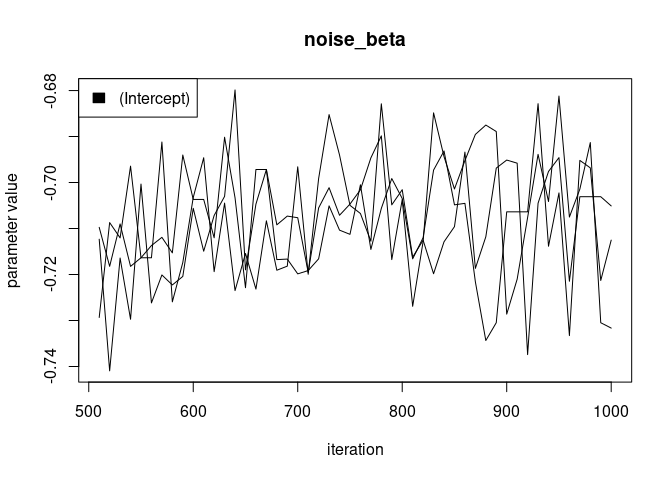 noise_beta
(Intercept)
parameter value
-0.68
-0.70
-0.72
-0.74
500 600 700 800 900 1000
iteration